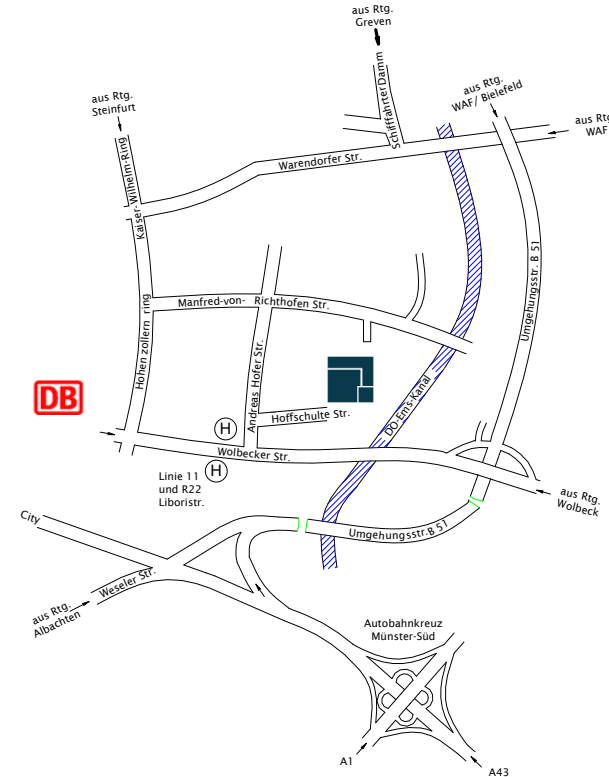 aus Rtg.
Greven
Schifffahrter Damm
aus Rtg.
WAF/ Bielefeld
aus Rtg
WAF
aus Rtg.
Steinfurt
Kaiser-Wilhelm-Ring
Warendorfer Str.
Umgehungsstr. B 51
Manfred-von- Richthofen Str.
Hohenzollern ring
Andreas Hofer Str.
Hoffschulte Str.
DO-Ems-Kanal
DB
H
Wolbecker Str.
H
Linie 11
und R22
Liboristr.
aus Rtg.
Wolbeck
City
Umgehungsstr.B 51
Weseler Str.
aus Rtg.
Albachten
Autobahnkreuz
Münster-Süd
A1
A43